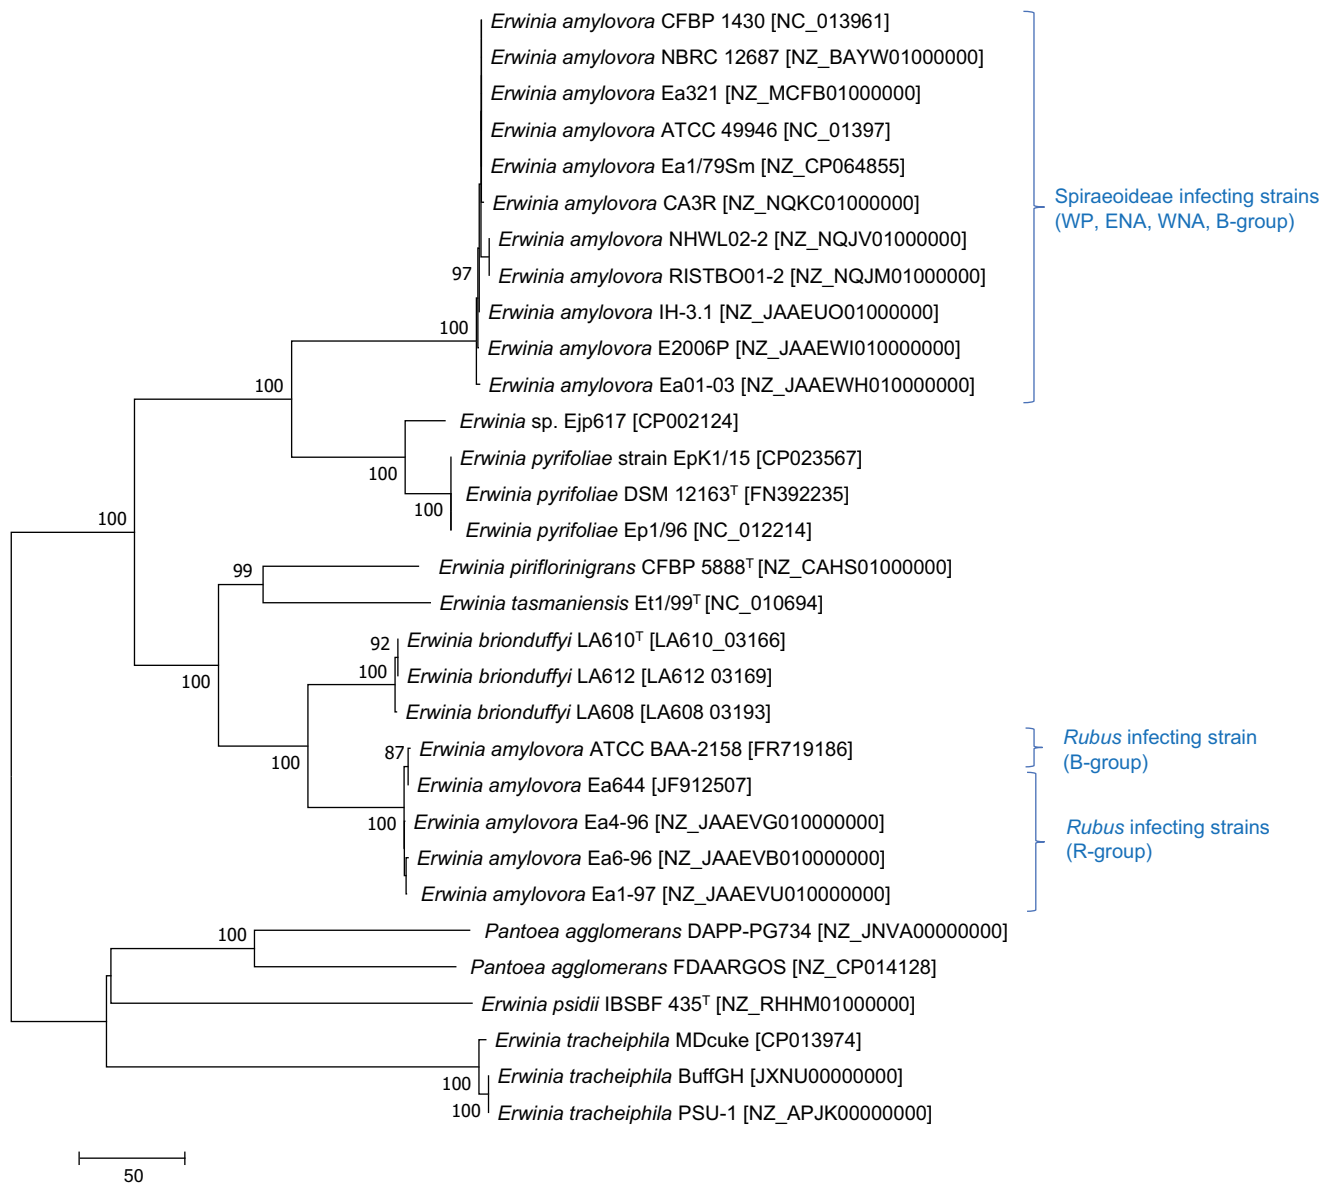 Erwinia amylovora CFBP 1430 [NC_013961]
Erwinia amylovora NBRC 12687 [NZ_BAYW01000000]
Erwinia amylovora Ea321 [NZ_MCFB01000000]
Erwinia amylovora ATCC 49946 [NC_01397]
Erwinia amylovora Ea1/79Sm [NZ_CP064855]
Spiraeoideae infecting strains
(WP, ENA, WNA, B-group)
Erwinia amylovora CA3R [NZ_NQKC01000000]
Erwinia amylovora NHWL02-2 [NZ_NQJV01000000]
97
Erwinia amylovora RISTBO01-2 [NZ_NQJM01000000]
Erwinia amylovora IH-3.1 [NZ_JAAEUO01000000]
100
Erwinia amylovora E2006P [NZ_JAAEWI010000000]
100
Erwinia amylovora Ea01-03 [NZ_JAAEWH010000000]
Erwinia sp. Ejp617 [CP002124]
Erwinia pyrifoliae strain EpK1/15 [CP023567]
100
Erwinia pyrifoliae DSM 12163ᵀ [FN392235]
100
100
Erwinia pyrifoliae Ep1/96 [NC_012214]
99
Erwinia piriflorinigrans CFBP 5888ᵀ [NZ_CAHS01000000]
Erwinia tasmaniensis Et1/99ᵀ [NC_010694]
92
Erwinia brionduffyi LA610ᵀ [LA610_03166]
100
100
Erwinia brionduffyi LA612 [LA612 03169]
Erwinia brionduffyi LA608 [LA608 03193]
87
Erwinia amylovora ATCC BAA-2158 [FR719186]
Rubus infecting strain
(B-group)
100
Erwinia amylovora Ea644 [JF912507]
100
Erwinia amylovora Ea4-96 [NZ_JAAEVG010000000]
Rubus infecting strains
(R-group)
Erwinia amylovora Ea6-96 [NZ_JAAEVB010000000]
Erwinia amylovora Ea1-97 [NZ_JAAEVU010000000]
100
Pantoea agglomerans DAPP-PG734 [NZ_JNVA00000000]
Pantoea agglomerans FDAARGOS [NZ_CP014128]
Erwinia psidii IBSBF 435ᵀ [NZ_RHHM01000000]
Erwinia tracheiphila MDcuke [CP013974]
100
Erwinia tracheiphila BuffGH [JXNU00000000]
100
Erwinia tracheiphila PSU-1 [NZ_APJK00000000]
50